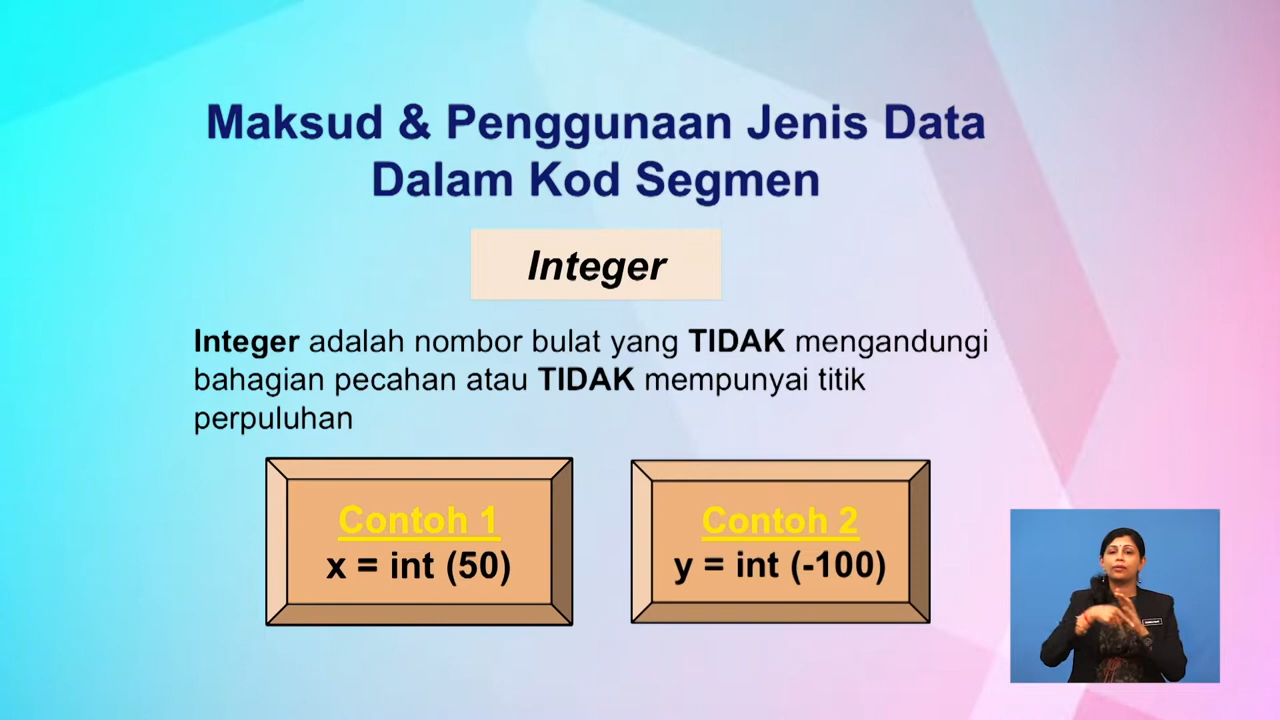 Maksud & Penggunaan Jenis Data
Dalam Kod Segmen
Integer
Integer adalah nombor bulat yang TIDAK mengandungi
bahagian pecahan atau TIDAK mempunyai titik
perpuluhan
Contoh 1
x = int (50)
Contoh 2
y = int (-100)